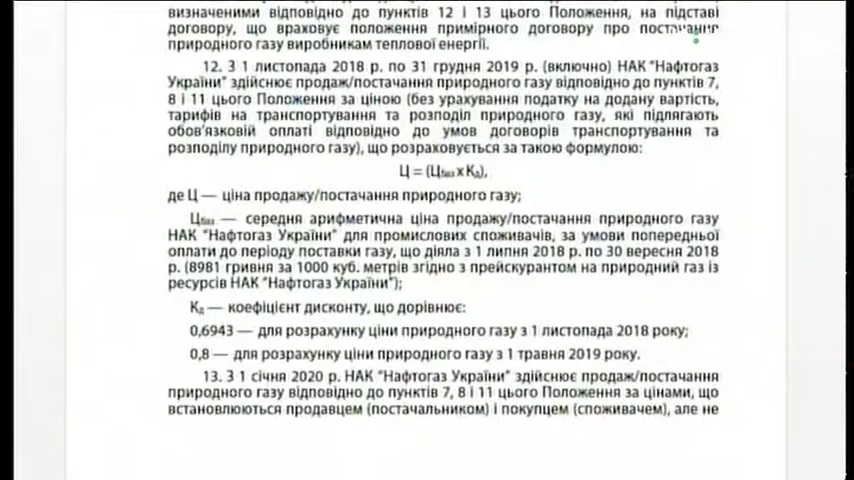 визначеними відповідно до пунктів 12 і 13 цього Положення, на підставі
договору, що враховує положення примірного договору про постачання
природного газу виробникам теплової енергії.
12. З 1 листопада 2018 р. по 31 грудня 2019 р. (включно) НАК "Нафтогаз
України" здійснює продаж/постачання природного газу відповідно до пунктів 7,
8 і 11 цього Положення за ціною (без урахування податку на додану вартість,
тарифів на транспортування та розподіл природного газу, які підлягають
обов'язковій оплаті відповідно до умов договорів транспортування та
розподілу природного газу), що розраховується за такою формулою:
Ц = (Цбаз х Кд),
де Ц — ціна продажу/постачання природного газу;
Цбаз — середня арифметична ціна продажу/постачання природного газу
НАК "Нафтогаз України" для промислових споживачів, за умови попередньої
оплати до періоду поставки газу, що діяла з 1 липня 2018 р. по 30 вересня 2018
р. (8981 гривня за 1000 куб. метрів згідно з прейскурантом на природний газ із
ресурсів НАК "Нафтогаз України");
Кд — коефіцієнт дисконту, що дорівнює:
0,6943 — для розрахунку ціни природного газу з 1 листопада 2018 року;
0,8 — для розрахунку ціни природного газу з 1 травня 2019 року.
13. З 1 січня 2020 р. НАК "Нафтогаз України" здійснює продаж/постачання
природного газу відповідно до пунктів 7, 8 і 11 цього Положення за цінами, що
встановлюються продавцем (постачальником) і покупцем (споживачем), але не